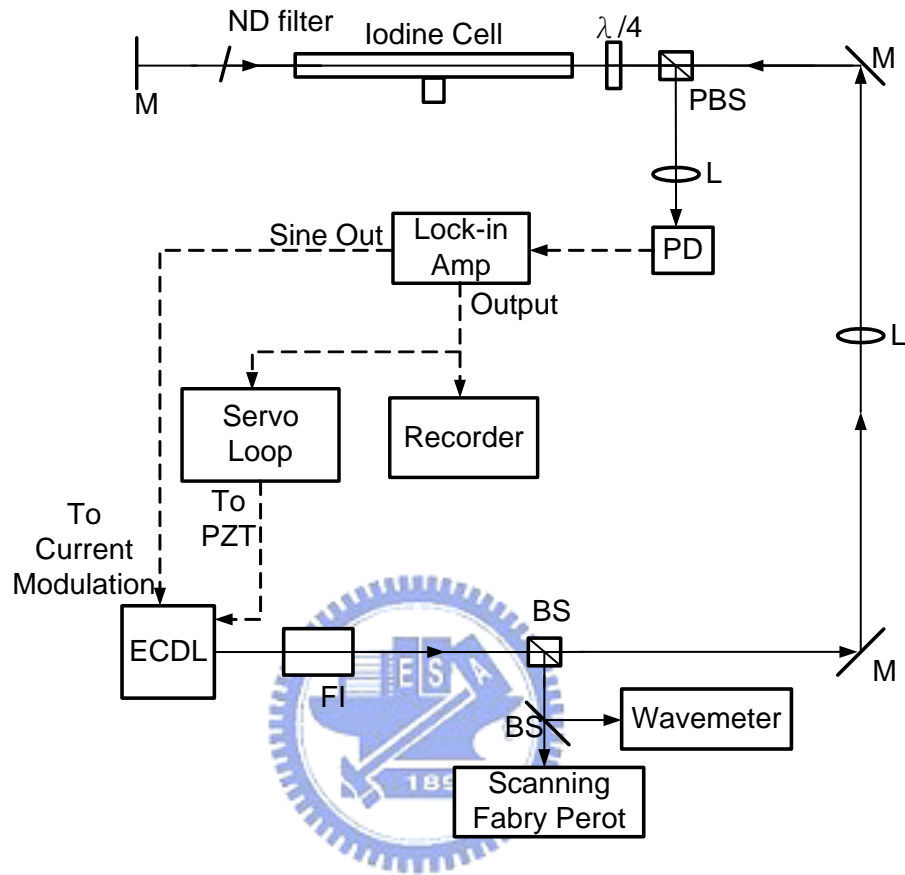 ND filter
Iodine Cell
λ/4
M
M
PBS
L
Sine Out
Lock-in
Amp
PD
Output
L
Servo
Loop
Recorder
To
PZT
To
Current
Modulation
ECDL
FI
BS
M
BS
Wavemeter
Scanning
Fabry Perot
E S A
189